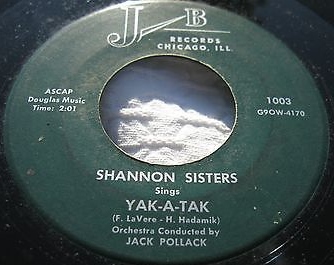 J B
RECORDS
CHICAGO, ILL.
ASCAP
Douglas Music
Time: 2:01
1003
G9OW-4170
SHANNON SISTERS
Sings
YAK-A-TAK
(F. LaVere - H. Hadamik)
Orchestra Conducted by
JACK POLLACK